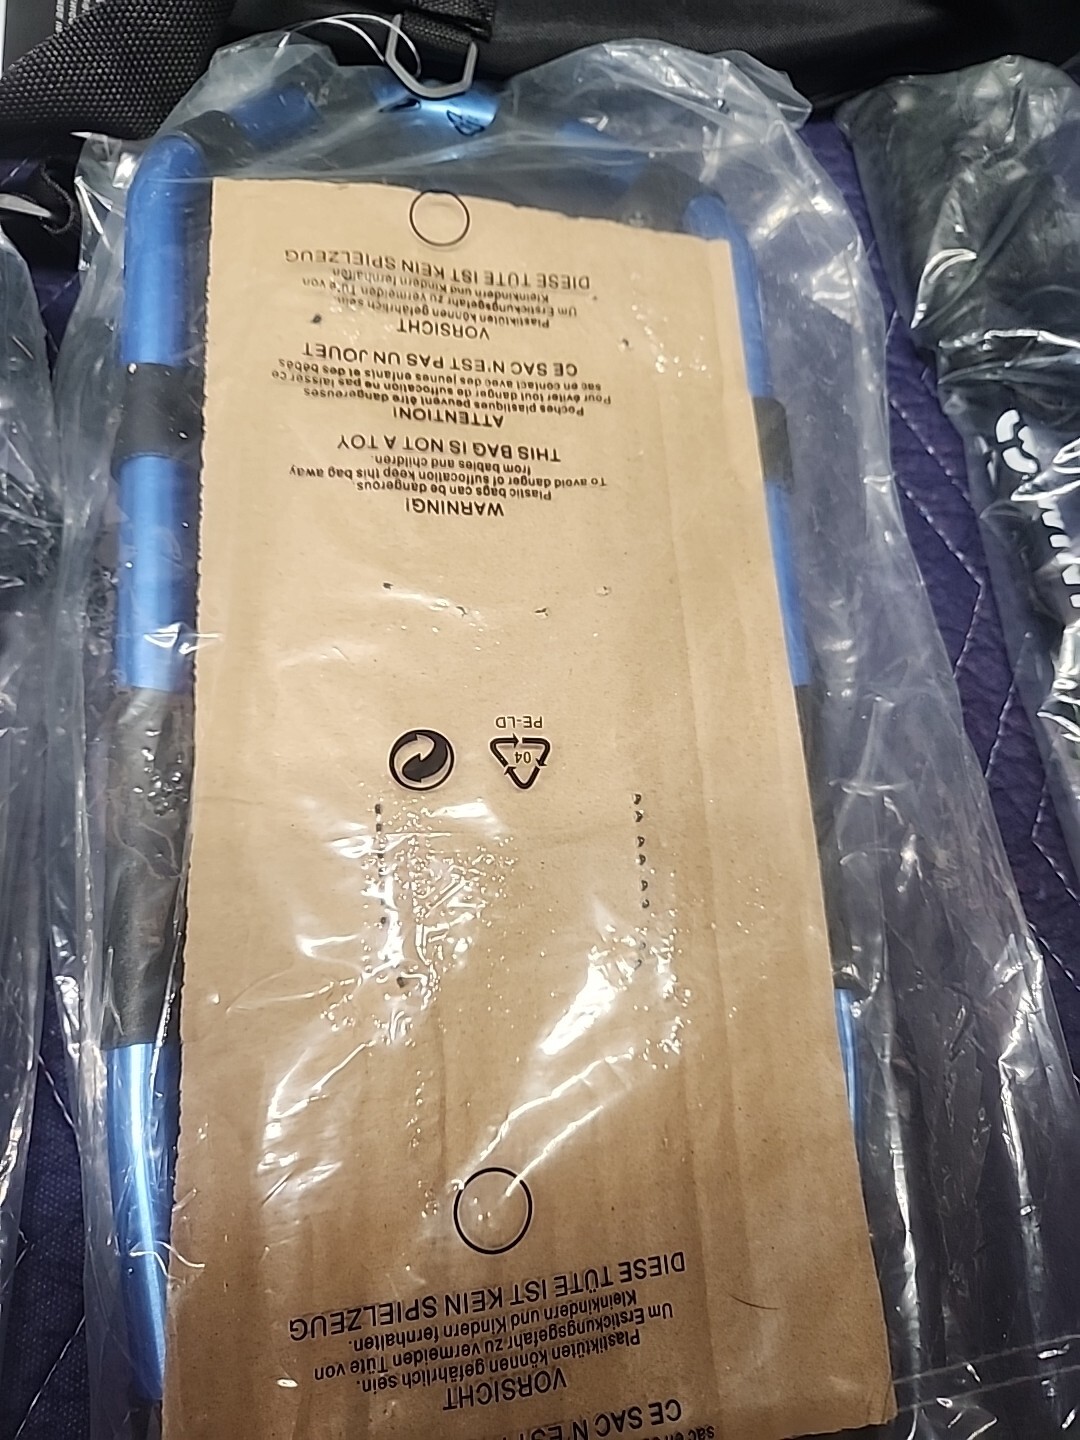 CE SAC N'EST
VORSICHT
Plastiktüten können gefährlich sein.
Um Erstickungsgefahr zu vermeiden Tüte von
Kleinkindern und Kindern fernhalten.
DIESE TÜTE IST KEIN SPIELZEUG
04
PE-LD
WARNING!
Plastic bags can be dangerous.
To avoid danger of suffocation keep this bag away
from babies and children.
THIS BAG IS NOT A TOY
ATTENTION!
Poches plastiques peuvent être dangereuses
Pour éviter tout danger de suffocation ne pas laisser ce
sac en contact avec des jeunes enfants et des bébés
CE SAC N'EST PAS UN JOUET
VORSICHT
Plastiktüten können gefährlich sein.
Um Erstickungsgefahr zu vermeiden Tüte von
Kleinkindern und Kindern fernhalten
DIESE TÜTE IST KEIN SPIELZEUG